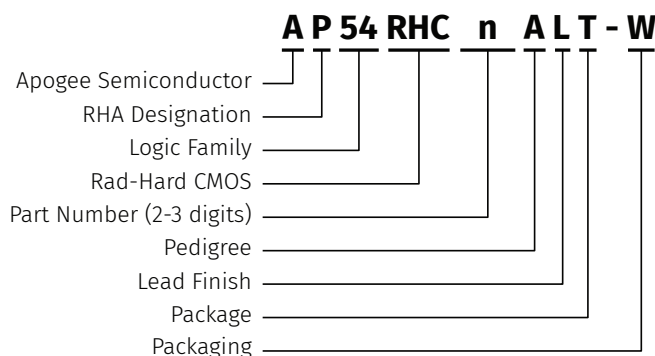 A P 54 RHC n A L T - W
Apogee Semiconductor
RHA Designation
Logic Family
Rad-Hard CMOS
Part Number (2-3 digits)
Pedigree
Lead Finish
Package
Packaging